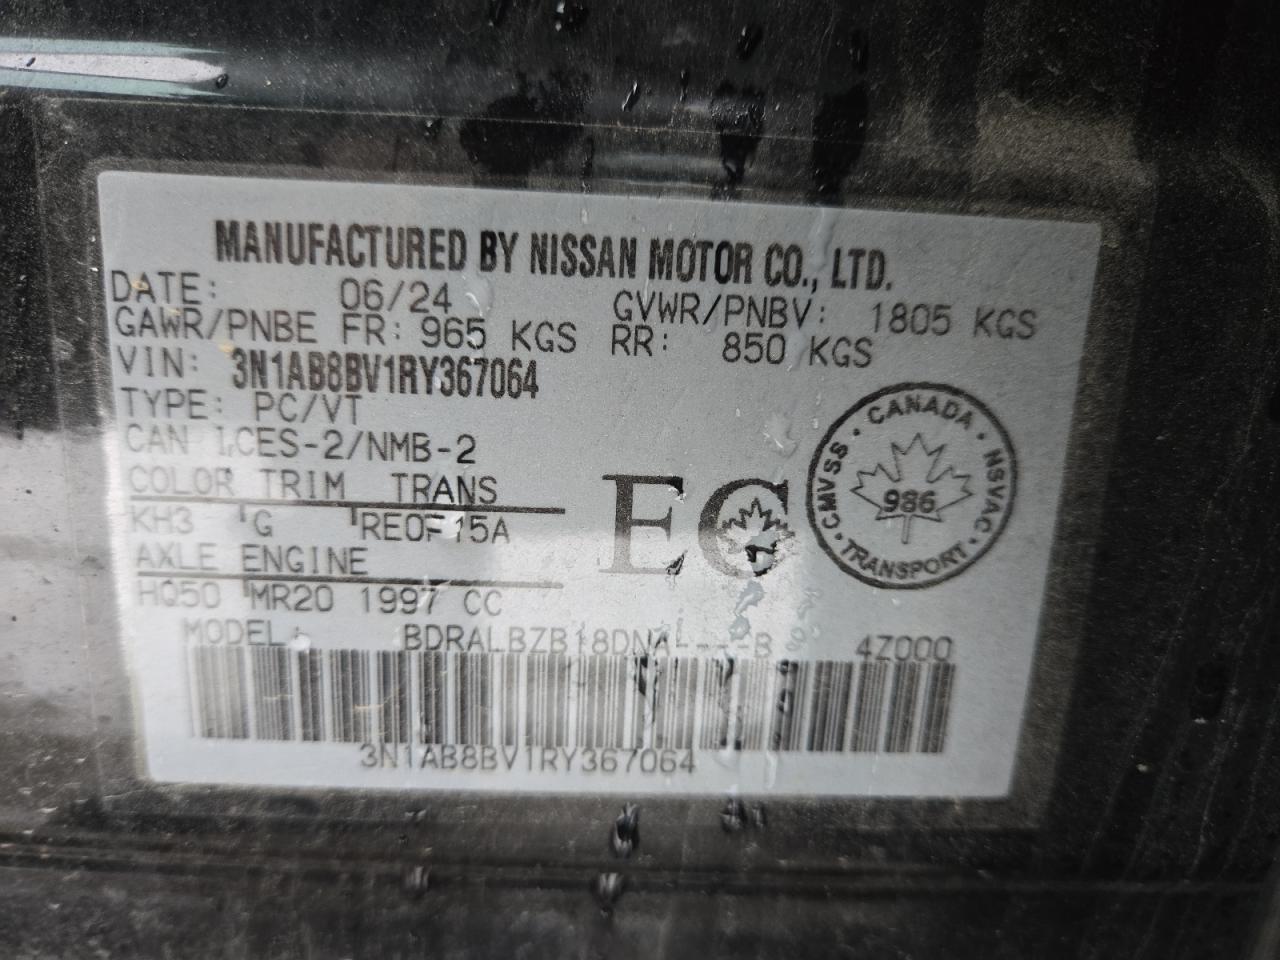 MANUFACTURED BY NISSAN MOTOR CO., LTD.
DATE: 06/24 GVWR/PNBV: 1805 KGS
GAWR/PNBE FR: 965 KGS RR: 850 KGS
VIN: 3N1AB8BV1RY367064
TYPE: PC/VT
CAN ICES-2/NMB-2
COLOR TRIM TRANS
KH3 G RE0F15A
AXLE ENGINE
HQ50 MR20 1997 CC
EC
CANADA · NSVAC · TRANSPORT · CMVSS ·
986
MODEL: BDRALBZB18DNA----B 4Z000
3N1AB8BV1RY367064